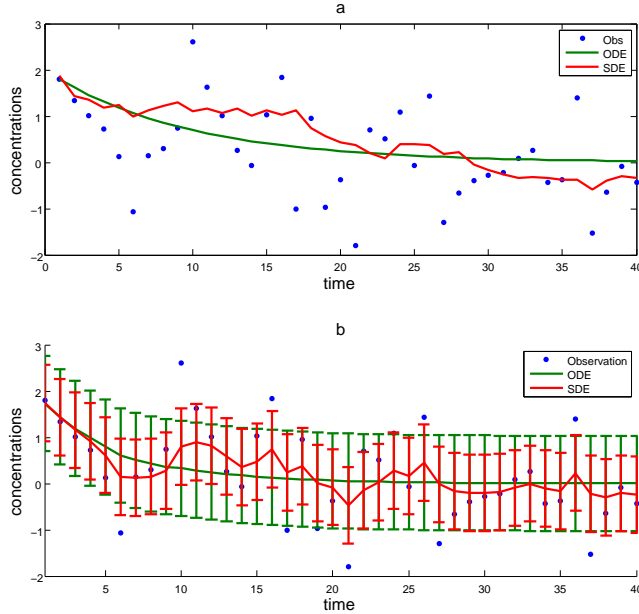 a
3
2
1
0
−1
−2
concentrations
Obs
ODE
SDE
0 5 10 15 20 25 30 35 40
time
b
3
2
1
0
−1
−2
concentrations
Observation
ODE
SDE
5 10 15 20 25 30 35 40
time